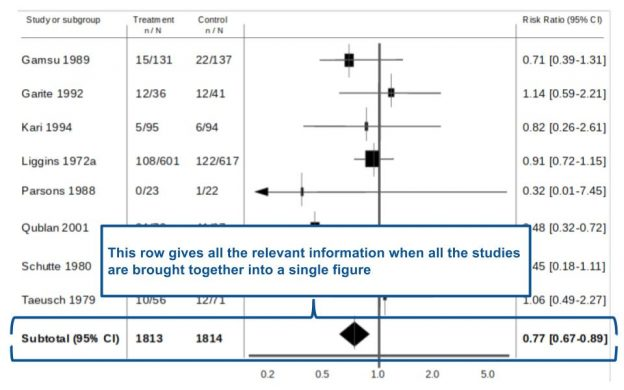 Study or subgroup Treatment Control Risk Ratio (95% CI)
n / N n / N
Gamsu 1989 15/131 22/137 0.71 [0.39-1.31]
Garite 1992 12/36 12/41 1.14 [0.59-2.21]
Kari 1994 5/95 6/94 0.82 [0.26-2.61]
Liggins 1972a 108/601 122/617 0.91 [0.72-1.15]
Parsons 1988 0/23 1/22 0.32 [0.01-7.45]
Qublan 2001 .48 [0.32-0.72]
This row gives all the relevant information when all the studies
are brought together into a single figure
Schutte 1980 .45 [0.18-1.11]
Taeusch 1979 10/56 12/71 1.06 [0.49-2.27]
Subtotal (95% CI) 1813 1814 0.77 [0.67-0.89]
0.2 0.5 1.0 2.0 5.0